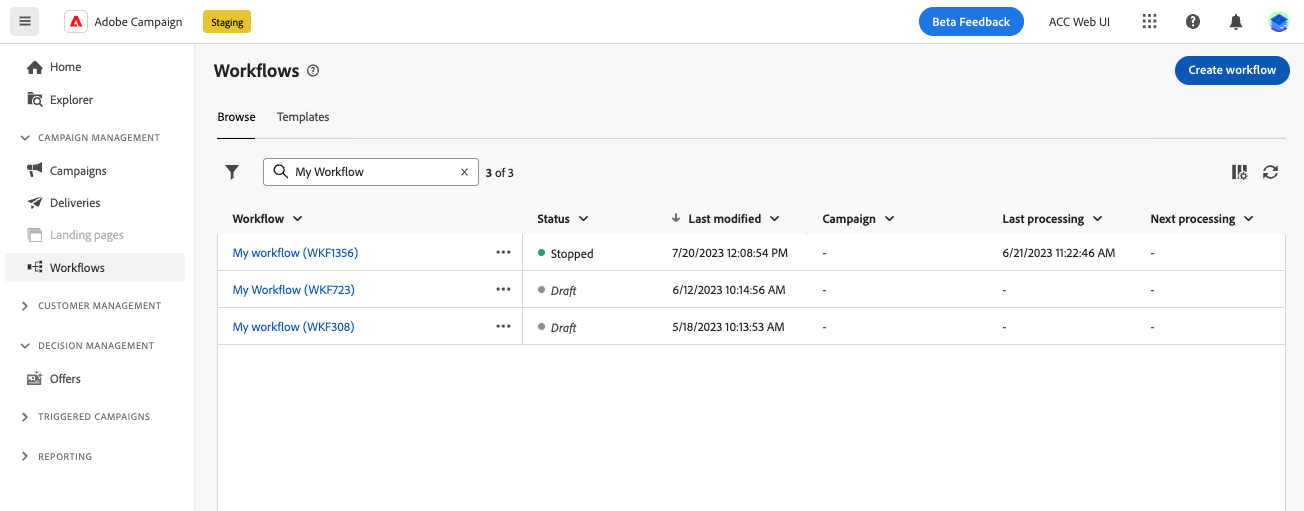 Adobe Campaign Staging Beta Feedback ACC Web UI
Home
Explorer
CAMPAIGN MANAGEMENT
Campaigns
Deliveries
Landing pages
Workflows
CUSTOMER MANAGEMENT
DECISION MANAGEMENT
Offers
TRIGGERED CAMPAIGNS
REPORTING
Workflows Create workflow
Browse Templates
My Workflow 3 of 3
Workflow Status Last modified Campaign Last processing Next processing
My workflow (WKF1356) Stopped 7/20/2023 12:08:54 PM - 6/21/2023 11:22:46 AM -
My Workflow (WKF723) Draft 6/12/2023 10:14:56 AM - - -
My workflow (WKF308) Draft 5/18/2023 10:13:53 AM - - -